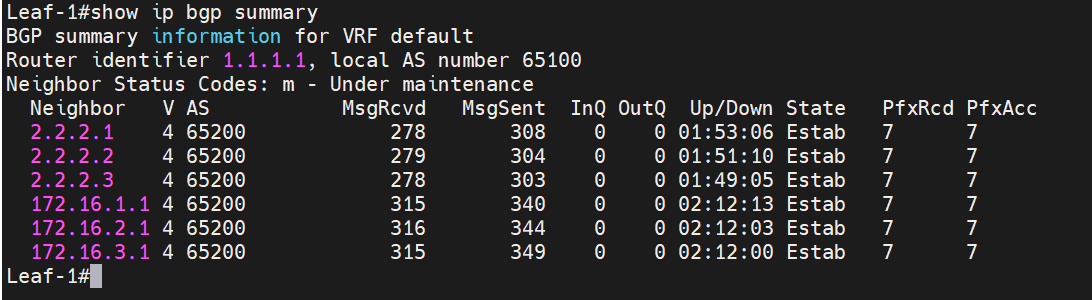 Leaf-1#show ip bgp summary
BGP summary information for VRF default
Router identifier 1.1.1.1, local AS number 65100
Neighbor Status Codes: m - Under maintenance
  Neighbor   V AS           MsgRcvd   MsgSent  InQ OutQ  Up/Down State   PfxRcd PfxAcc
  2.2.2.1    4 65200            278       308    0    0 01:53:06 Estab   7      7
  2.2.2.2    4 65200            279       304    0    0 01:51:10 Estab   7      7
  2.2.2.3    4 65200            278       303    0    0 01:49:05 Estab   7      7
  172.16.1.1 4 65200            315       340    0    0 02:12:13 Estab   7      7
  172.16.2.1 4 65200            316       344    0    0 02:12:03 Estab   7      7
  172.16.3.1 4 65200            315       349    0    0 02:12:00 Estab   7      7
Leaf-1#